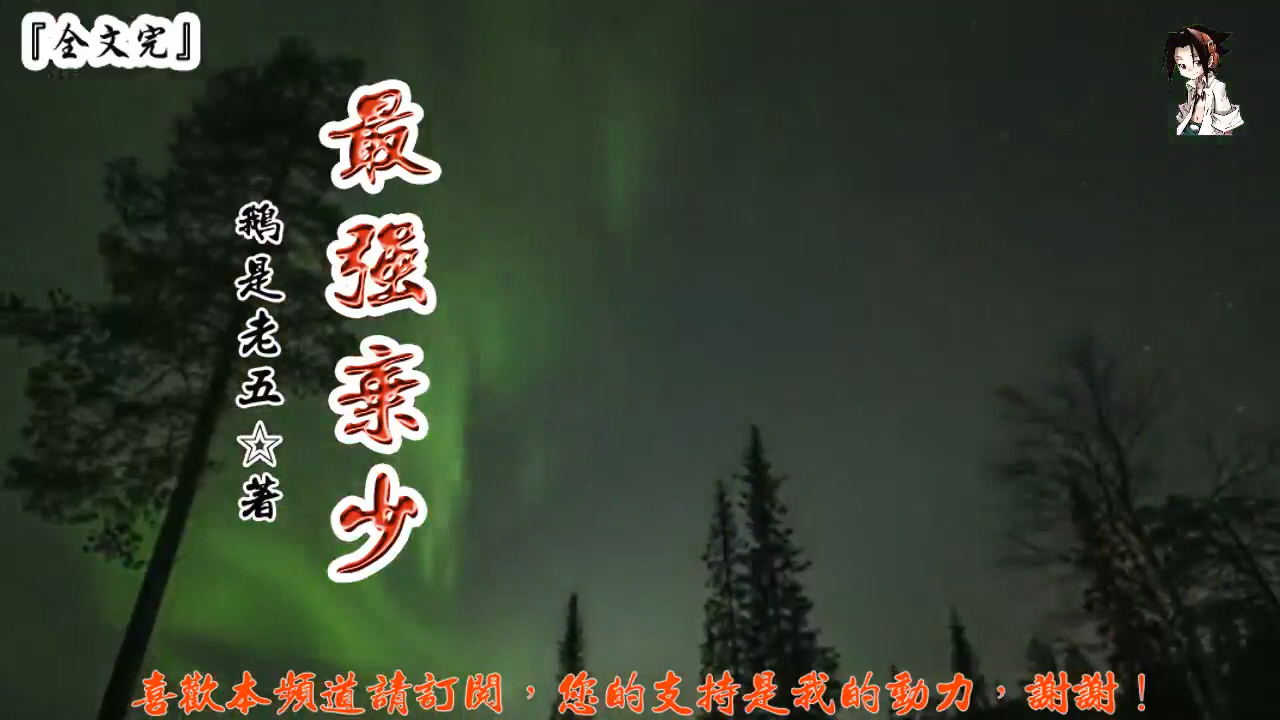 『全文完』
最強棄少
鵝是老五☆著
喜歡本頻道請訂閱，您的支持是我的動力，謝謝！